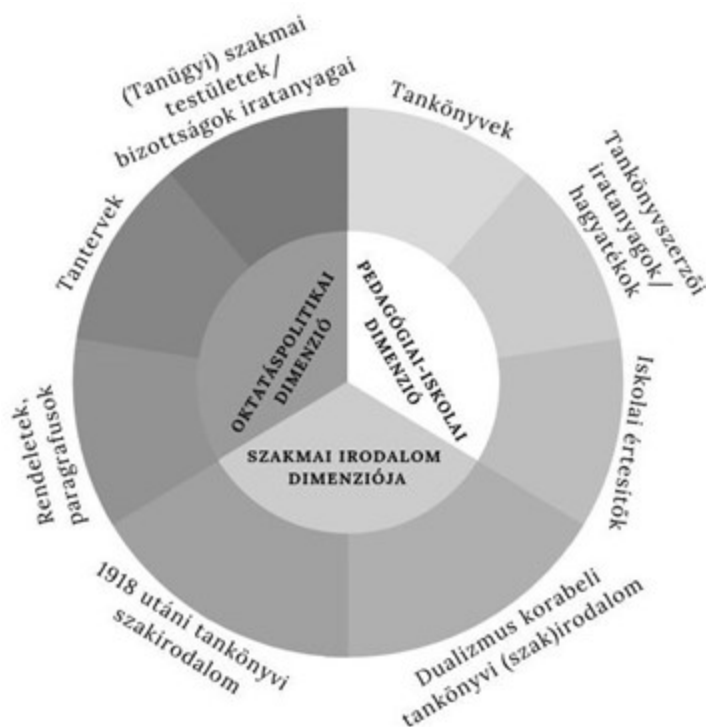 (Tanügyi) szakmai
testületek/
bizottságok iratanyagai
Tankönyvek
Tankönyvszerzői
iratanyagok/
hagyatékok
Iskolai értesítők
Dualizmus korabeli
tankönyvi (szak)irodalom
1918 utáni tankönyvi
szakirodalom
Rendeletek,
paragrafusok
Tantervek
OKTATÁSPOLITIKAI
DIMENZIÓ
PEDAGÓGIAI-ISKOLAI
DIMENZIÓ
SZAKMAI IRODALOM
DIMENZIÓJA